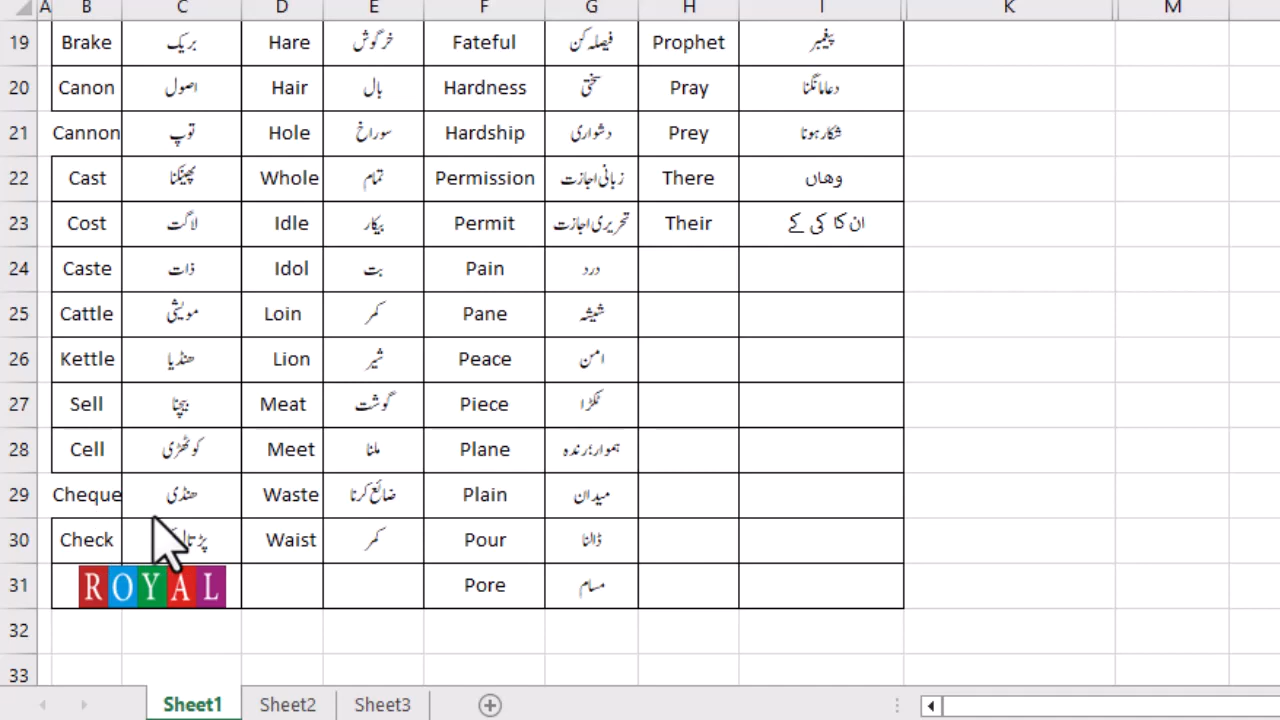 A B C D E F G H I K M
19 Brake بریک Hare خرگوش Fateful فیصلہ کن Prophet پیغمبر
20 Canon اصول Hair بال Hardness سختی Pray دعا مانگنا
21 Cannon توپ Hole سوراخ Hardship دشواری Prey شکار ہونا
22 Cast پھینکنا Whole تمام Permission زبانی اجازت There وھاں
23 Cost لاگت Idle بیکار Permit تحریری اجازت Their ان کا کی کے
24 Caste ذات Idol بت Pain درد
25 Cattle مویشی Loin کمر Pane شیشہ
26 Kettle ھنڈیا Lion شیر Peace امن
27 Sell بیچنا Meat گوشت Piece ٹکڑا
28 Cell کوٹھڑی Meet ملنا Plane ہموار؛رندہ
29 Cheque ھنڈی Waste ضائع کرنا Plain میدان
30 Check Waist کمر Pour ڈالنا
31 ROYAL Pore مسام
32
33
Sheet1 Sheet2 Sheet3